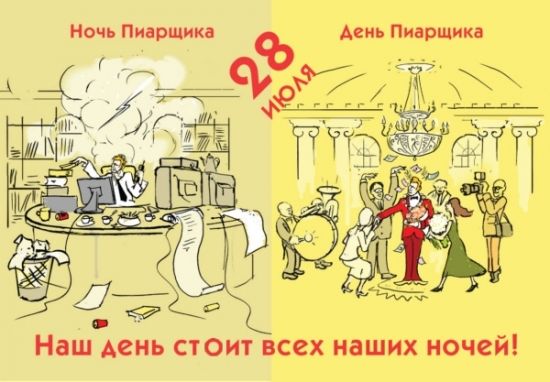 Ночь Пиарщика
28
июля
День Пиарщика
Наш день стоит всех наших ночей!